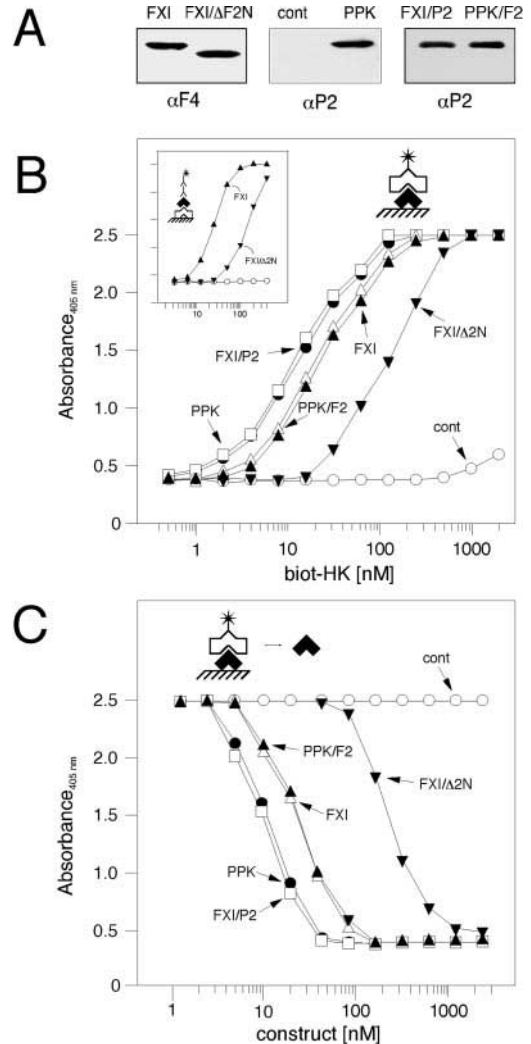 A
FXI FXI/ΔF2N cont PPK FXI/P2 PPK/F2
αF4 αP2 αP2
B
FXI
FXI/Δ2N
10 100
2.5
2.0
1.5
1.0
0.5
0
Absorbance405 nm
FXI/P2
FXI
FXI/Δ2N
PPK
PPK/F2
cont
1 10 100 1000
biot-HK [nM]
C
cont
2.5
2.0
1.5
1.0
0.5
0
Absorbance405 nm
PPK/F2
FXI/Δ2N
FXI
PPK
FXI/P2
1 10 100 1000
construct [nM]